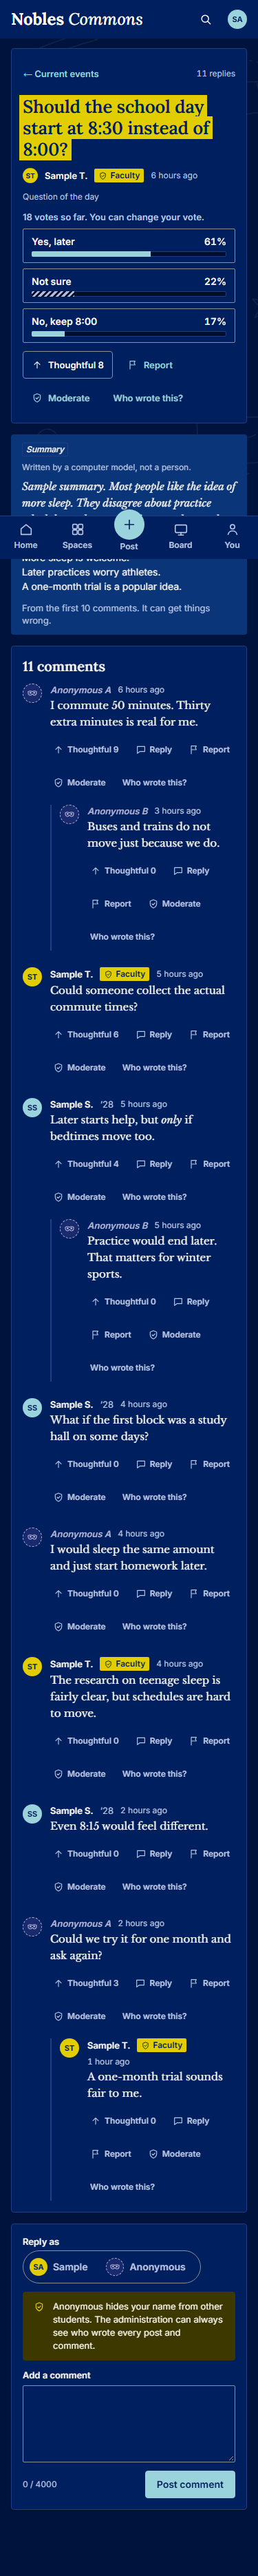 Nobles Commons
SA
← Current events
11 replies
Should the school day
start at 8:30 instead of
8:00?
ST Sample T. Faculty 6 hours ago
Question of the day
18 votes so far. You can change your vote.
Yes, later 61%
Not sure 22%
No, keep 8:00 17%
Thoughtful 8 Report
Moderate Who wrote this?
Summary
Written by a computer model, not a person.
Sample summary. Most people like the idea of
more sleep. They disagree about practice
Home Spaces Post Board You
More sleep is welcome.
Later practices worry athletes.
A one-month trial is a popular idea.
From the first 10 comments. It can get things
wrong.
11 comments
Anonymous A 6 hours ago
I commute 50 minutes. Thirty
extra minutes is real for me.
Thoughtful 9 Reply Report
Moderate Who wrote this?
Anonymous B 3 hours ago
Buses and trains do not
move just because we do.
Thoughtful 0 Reply
Report Moderate
Who wrote this?
ST Sample T. Faculty 5 hours ago
Could someone collect the actual
commute times?
Thoughtful 6 Reply Report
Moderate Who wrote this?
SS Sample S. '28 5 hours ago
Later starts help, but only if
bedtimes move too.
Thoughtful 4 Reply Report
Moderate Who wrote this?
Anonymous B 5 hours ago
Practice would end later.
That matters for winter
sports.
Thoughtful 0 Reply
Report Moderate
Who wrote this?
SS Sample S. '28 4 hours ago
What if the first block was a study
hall on some days?
Thoughtful 0 Reply Report
Moderate Who wrote this?
Anonymous A 4 hours ago
I would sleep the same amount
and just start homework later.
Thoughtful 0 Reply Report
Moderate Who wrote this?
ST Sample T. Faculty 4 hours ago
The research on teenage sleep is
fairly clear, but schedules are hard
to move.
Thoughtful 0 Reply Report
Moderate Who wrote this?
SS Sample S. '28 2 hours ago
Even 8:15 would feel different.
Thoughtful 0 Reply Report
Moderate Who wrote this?
Anonymous A 2 hours ago
Could we try it for one month and
ask again?
Thoughtful 3 Reply Report
Moderate Who wrote this?
ST Sample T. Faculty
1 hour ago
A one-month trial sounds
fair to me.
Thoughtful 0 Reply
Report Moderate
Who wrote this?
Reply as
SA Sample Anonymous
Anonymous hides your name from other
students. The administration can always
see who wrote every post and
comment.
Add a comment
0 / 4000
Post comment